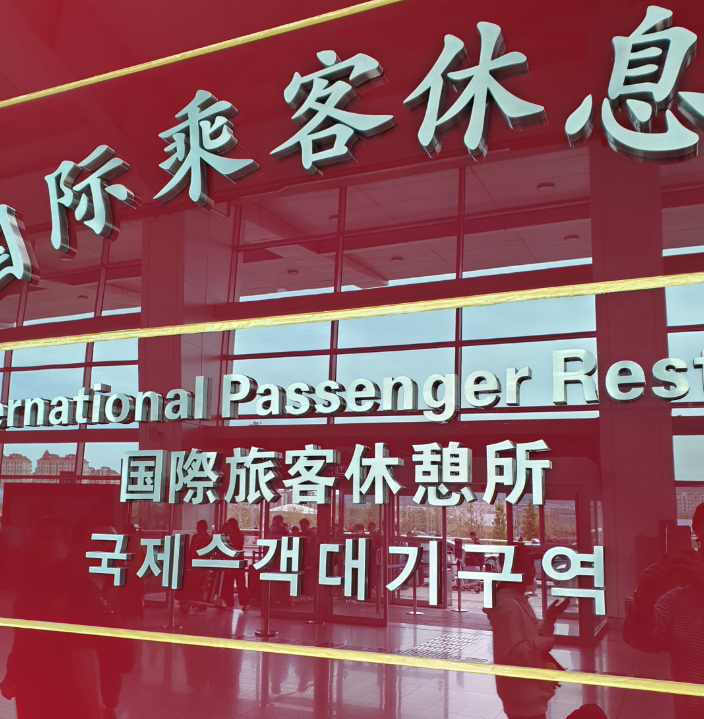 国际乘客休息
ernational Passenger Rest
国際旅客休憩所
국제스객대기구역